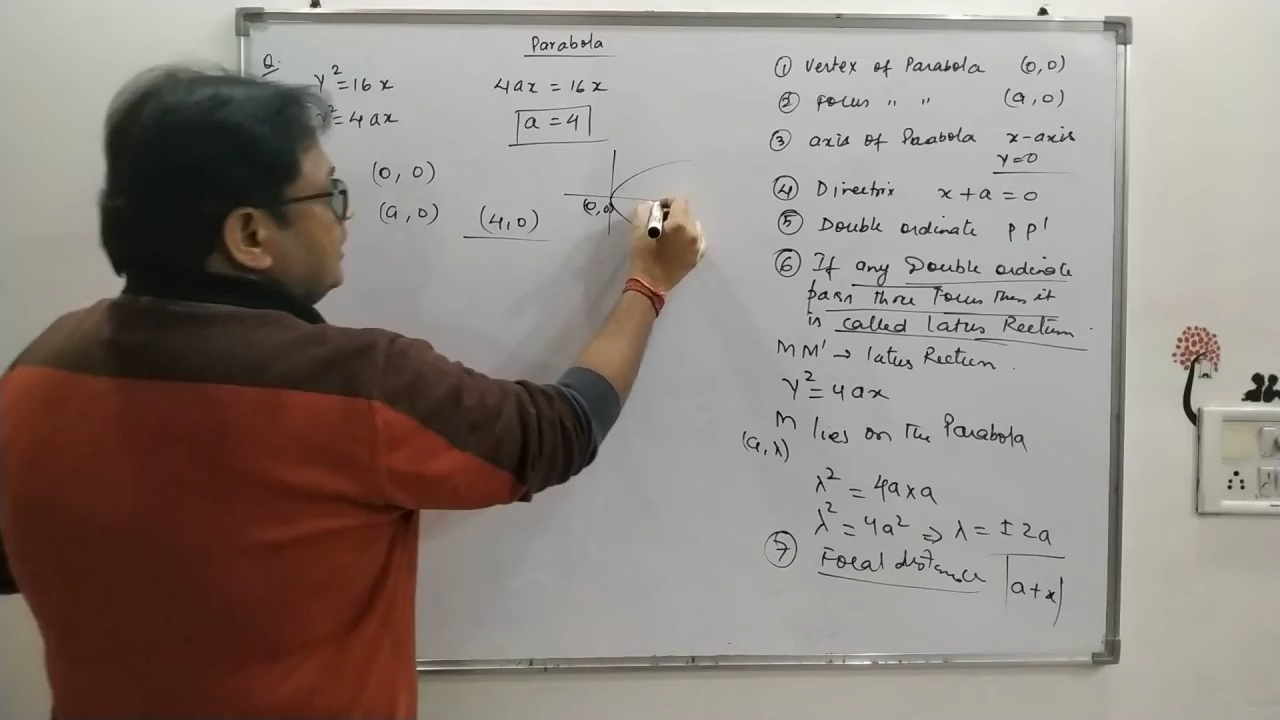 Parabola
Q.
y² = 16x
y² = 4ax
4ax = 16x
a = 4
(0, 0)
(a, 0)
(4, 0)
(0, 0)
① Vertex of Parabola (0, 0)
② Focus " " (a, 0)
③ axis of Parabola x-axis
y=0
④ Directrix x + a = 0
⑤ Double ordinate PP'
⑥ If any Double ordinate
pass throu Focus then it
is called Latus Rectum.
MM' → latus Rectum.
y² = 4ax
M lies on the Parabola
(a, λ)
λ² = 4a×a
λ² = 4a² ⇒ λ = ± 2a
⑦ Focal distance |a+x|